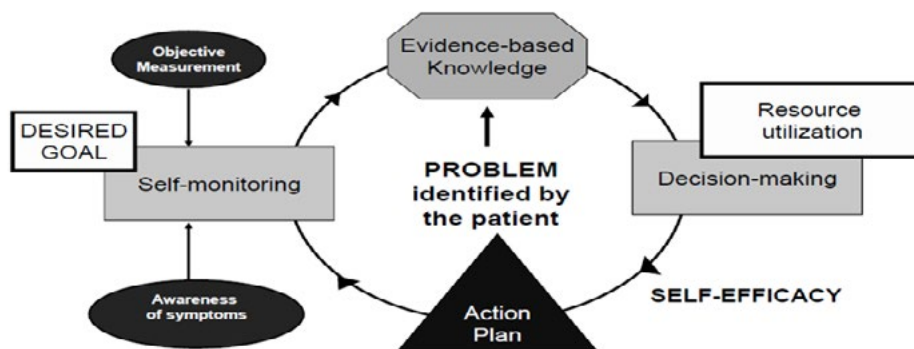 Objective
Measurement
Evidence-based
Knowledge
DESIRED
GOAL
Resource
utilization
Self-monitoring
PROBLEM
identified by
the patient
Decision-making
Awareness
of symptoms
Action
Plan
SELF-EFFICACY